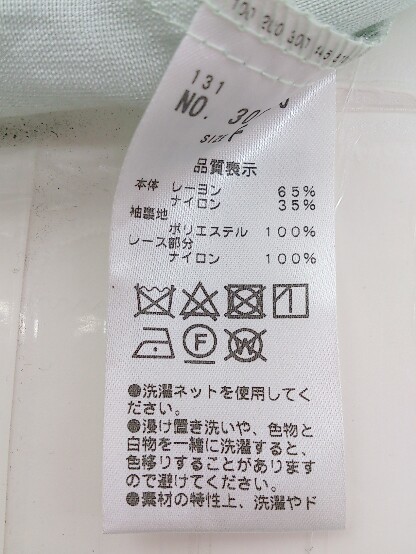 131
NO. 30
SIZE F
品質表示
本体 レーヨン 65%
ナイロン 35%
袖裏地
ポリエステル 100%
レース部分
ナイロン 100%
F
W
●洗濯ネットを使用してく
ださい。
●浸け置き洗いや、色物と
白物を一緒に洗濯すると、
色移りすることがあります
ので避けてください。
●素材の特性上、洗濯やド